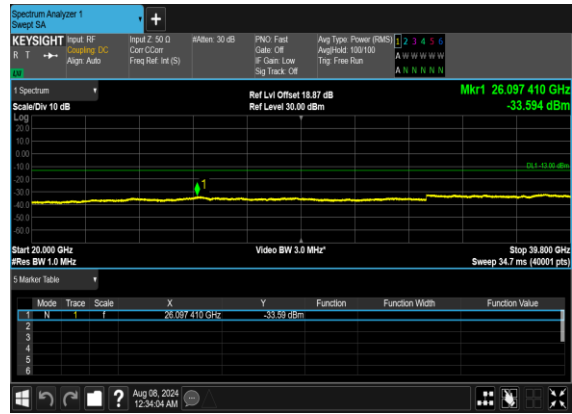 Spectrum Analyzer 1
Swept SA
+
KEYSIGHT
R T
Input: RF
Coupling: DC
Align: Auto
Input Z: 50 Ω
Corr CCorr
Freq Ref: Int (S)
#Atten: 30 dB
PNO: Fast
Gate: Off
IF Gain: Low
Sig Track: Off
Avg Type: Power (RMS)
Avg|Hold: 100/100
Trig: Free Run
1 2 3 4 5 6
A W W W W W
A N N N N N
1 Spectrum
Scale/Div 10 dB
Ref Lvl Offset 18.87 dB
Ref Level 30.00 dBm
Mkr1 26.097 410 GHz
-33.594 dBm
Log
20.0
10.0
0.00
-10.0
-20.0
-30.0
-40.0
-50.0
-60.0
1
DL1 -13.00 dBm
Start 20.000 GHz
#Res BW 1.0 MHz
Video BW 3.0 MHz*
Stop 39.800 GHz
Sweep 34.7 ms (40001 pts)
5 Marker Table
Mode Trace Scale X Y Function Function Width Function Value
1 N 1 f 26.097 410 GHz -33.59 dBm
2
3
4
5
6
?
Aug 08, 2024
12:34:04 AM